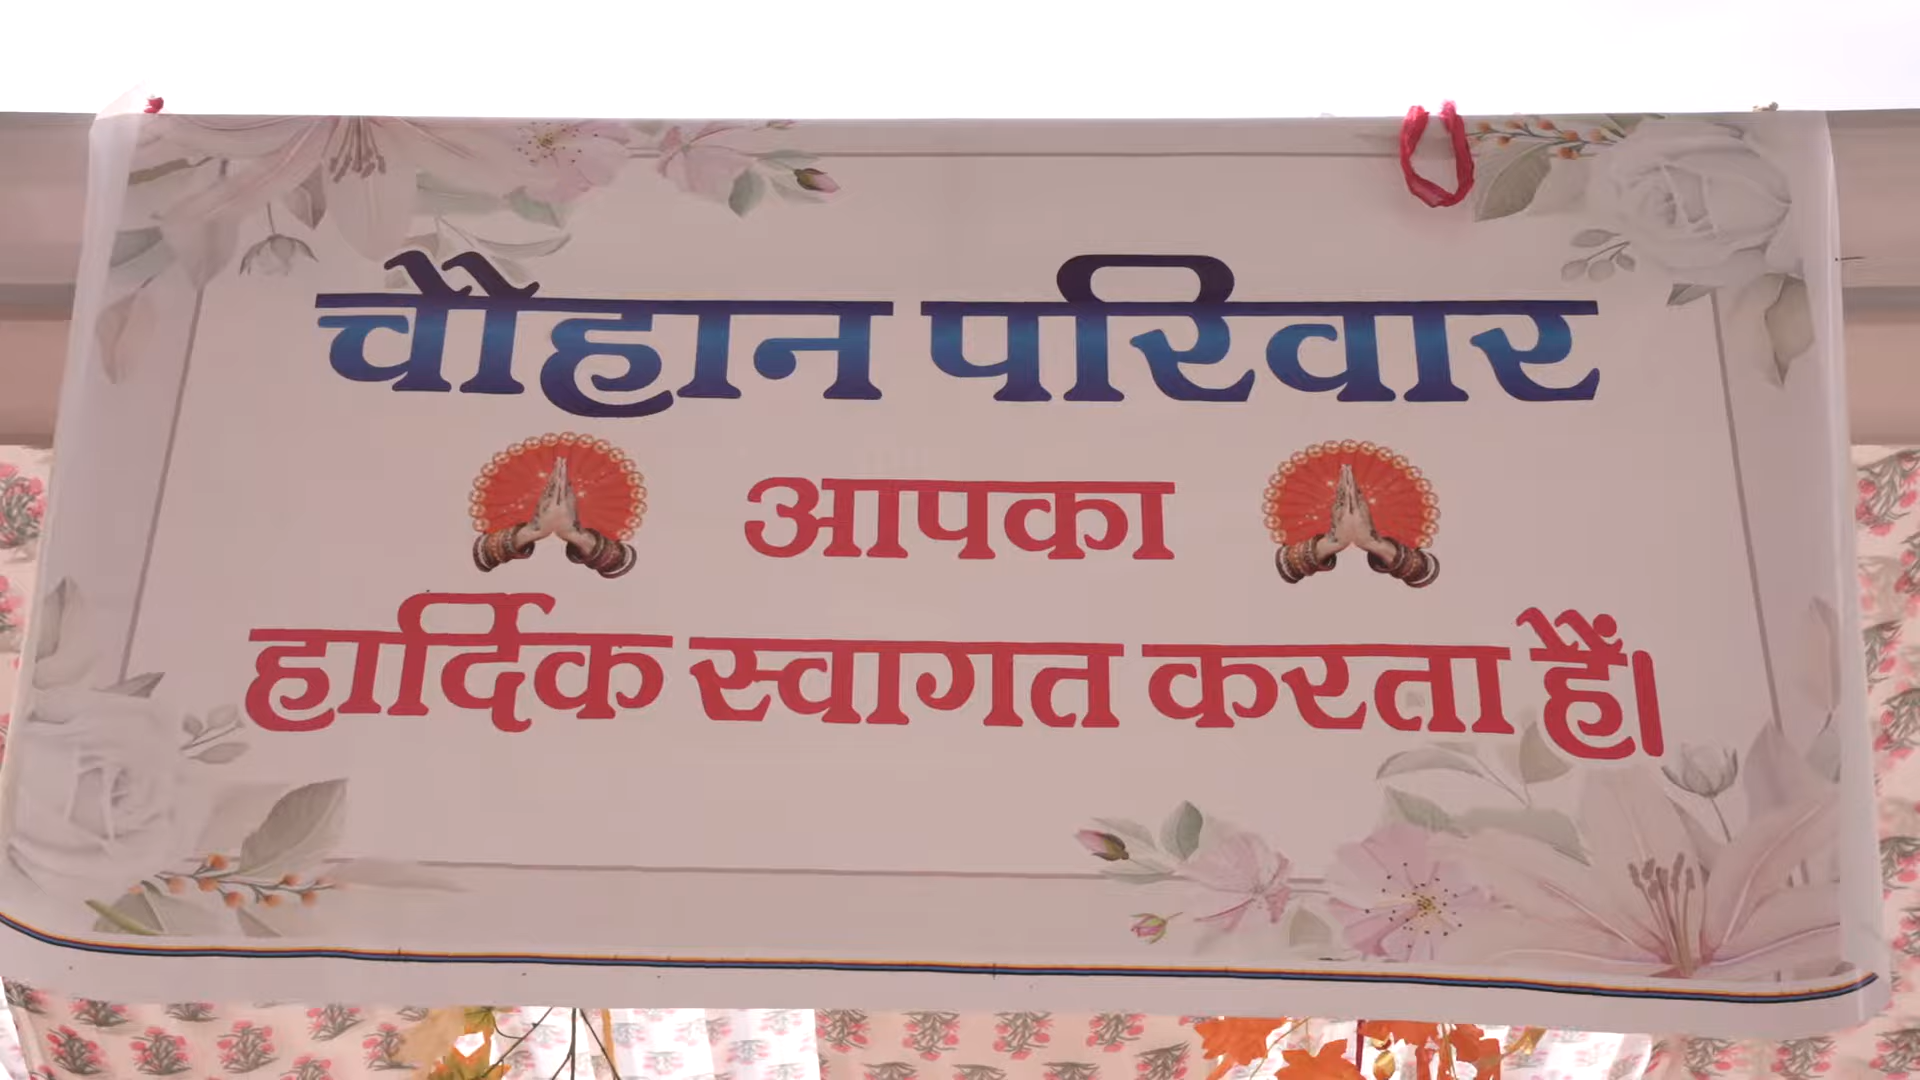 चौहान परिवार
आपका
हार्दिक स्वागत करता हैं।